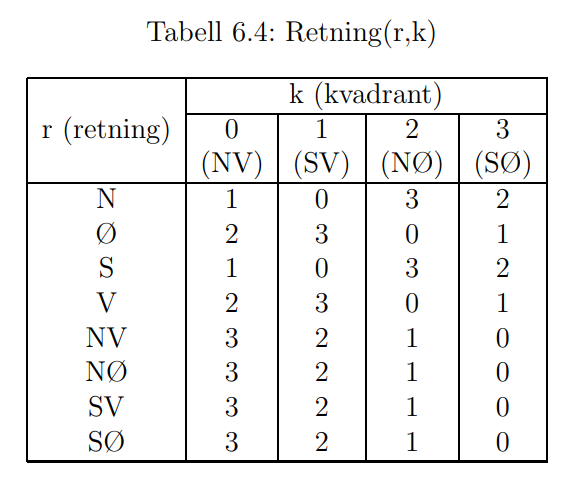 Tabell 6.4: Retning(r,k)
k (kvadrant)
r (retning) 0 1 2 3
(NV) (SV) (NØ) (SØ)
N 1 0 3 2
Ø 2 3 0 1
S 1 0 3 2
V 2 3 0 1
NV 3 2 1 0
NØ 3 2 1 0
SV 3 2 1 0
SØ 3 2 1 0